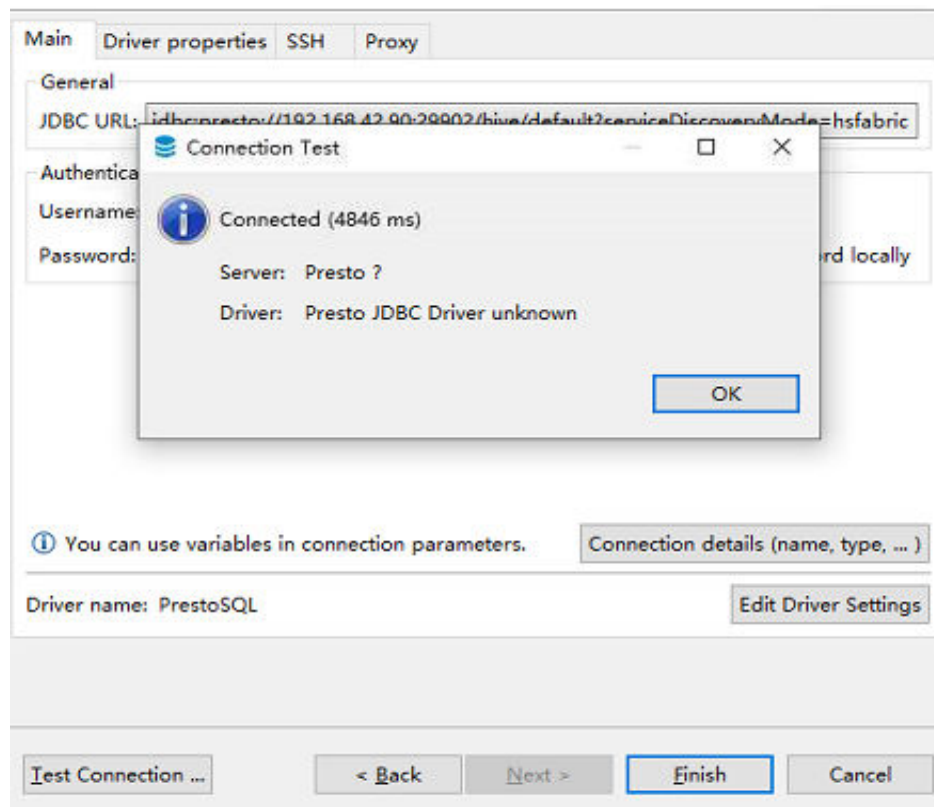 Main Driver properties SSH Proxy
General
JDBC URL: jdbc:presto://192.168.42.90:29902/hive/default?serviceDiscoveryMode=hsfabric
Connection Test
Authentica
Username
Connected (4846 ms)
Password:
rd locally
Server: Presto ?
Driver: Presto JDBC Driver unknown
OK
You can use variables in connection parameters.
Connection details (name, type, ... )
Driver name: PrestoSQL
Edit Driver Settings
Test Connection ...
< Back
Next >
Finish
Cancel